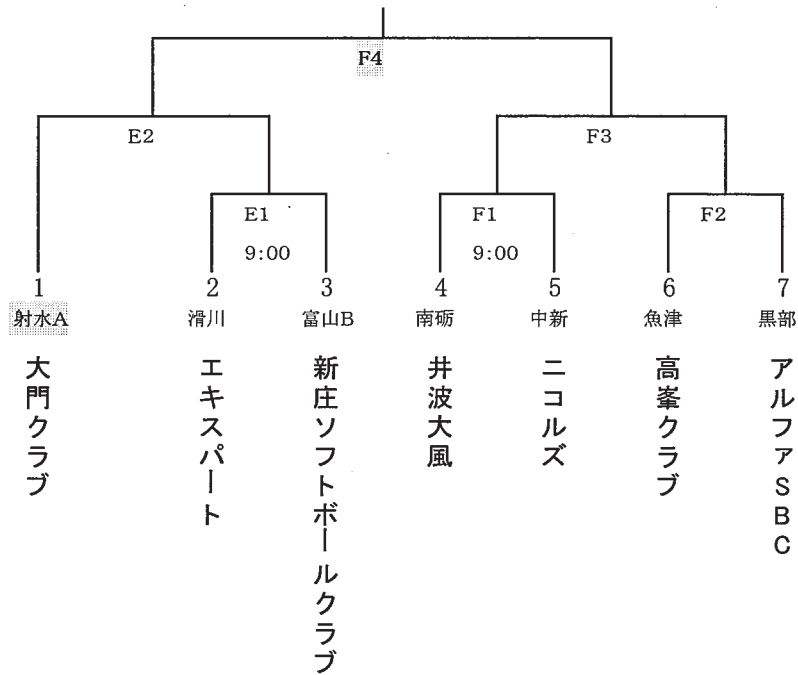 F4
E2
F3
E1
F1
F2
9:00
9:00
1
2
3
4
5
6
7
射水A
滑川
富山B
南砺
中新
魚津
黒部
大門クラブ
エキスパート
新庄ソフトボールクラブ
井波大風
ニコルズ
高峯クラブ
アルファSBC